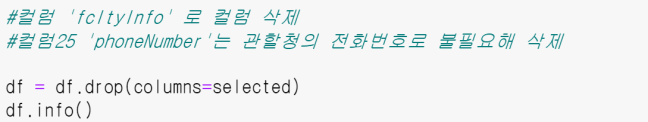 #컬럼 'fcltyInfo' 로 컬럼 삭제
#컬럼25 'phoneNumber'는 관할청의 전화번호로 불필요해 삭제
df = df.drop(columns=selected)
df.info()